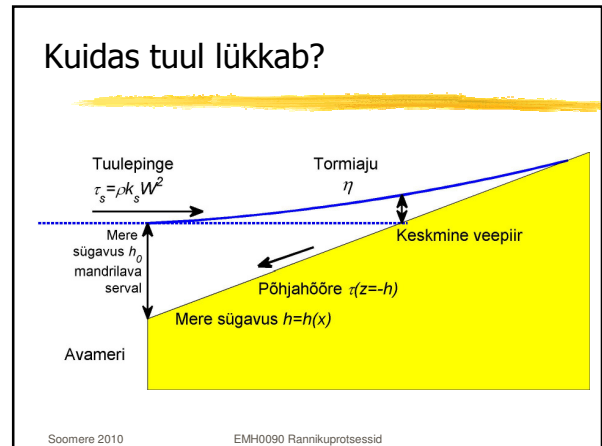 Kuidas tuul lükkab?
Tuulepinge
τₛ=ρkₛW²
Tormiaju
η
Mere
sügavus h₀
mandrilava
serval
Keskmine veepiir
Põhjahõõre τ(z=-h)
Mere sügavus h=h(x)
Avameri
Soomere 2010
EMH0090 Rannikuprotsessid